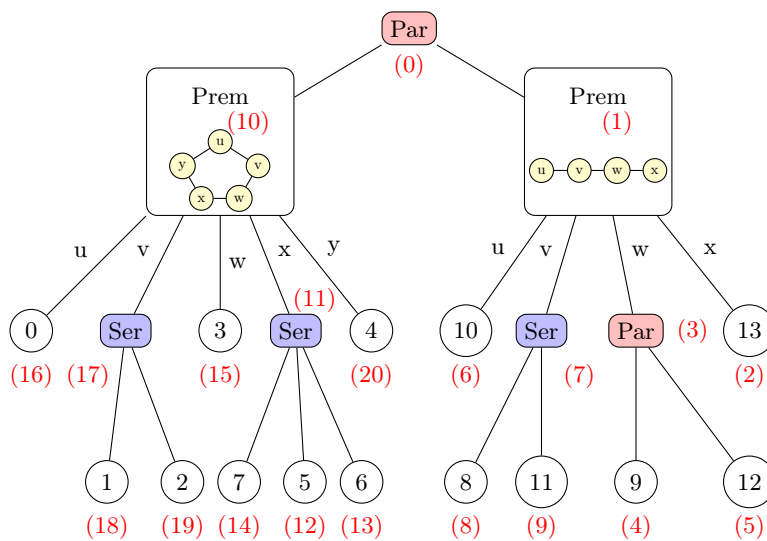 Par
(0)
Prem Prem
(10) (1)
u
y v u v w x
x w
u v w x y u v w x
(11)
0 Ser 3 Ser 4 10 Ser Par (3) 13
(16) (17) (15) (20) (6) (7) (2)
1 2 7 5 6 8 11 9 12
(18) (19) (14) (12) (13) (8) (9) (4) (5)